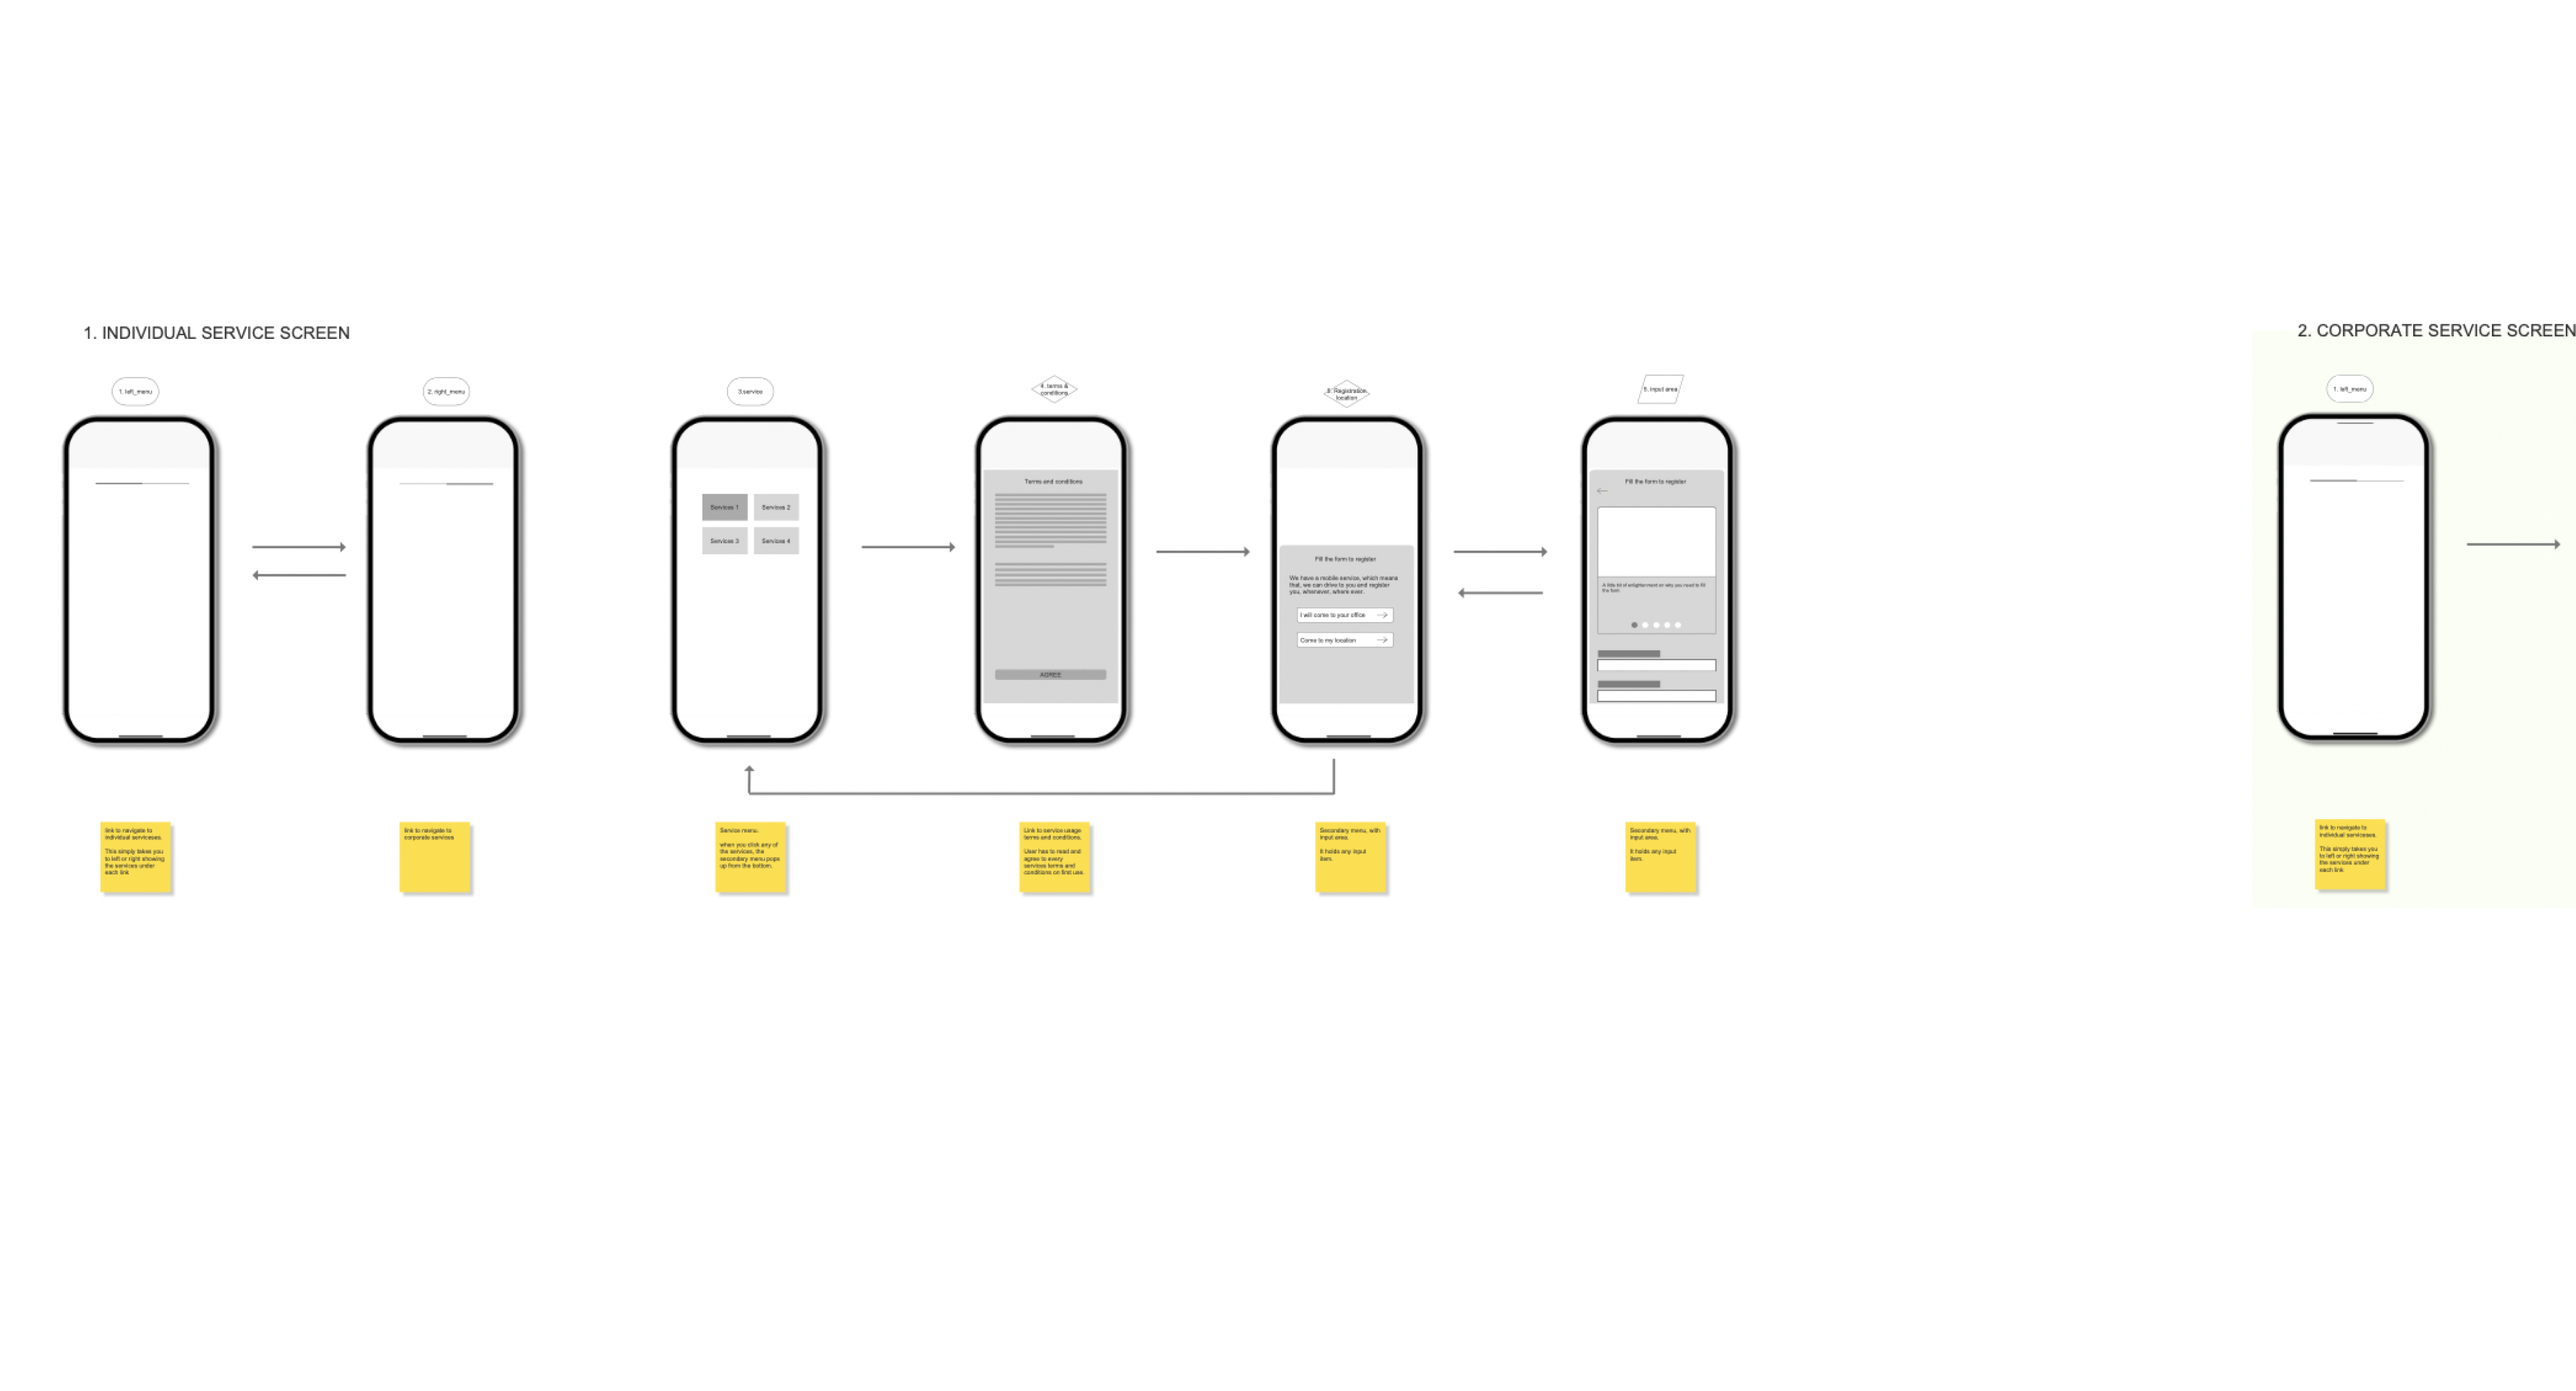 1. INDIVIDUAL SERVICE SCREEN
1. left_menu
link to navigate to
individual serviceses.
This simply takes you
to left or right showing
the services under
each link
2. right_menu
link to navigate to
corporate services
3.service
Services 1
Services 2
Services 3
Services 4
Service menu.
when you click any of
the services, the
secondary menu pops
up from the bottom.
4. terms &
conditions
Terms and conditions
AGREE
Link to service usage
terms and conditions.
User has to read and
agree to every
services terms and
conditions on first use
Registration
location
Fill the form to register
We have a mobile service, which means
that, we can drive to you and register
you, whenever, where ever.
I will come to your office
Come to my location
Secondary menu, with
input area.
It holds any input
item.
5. input area
Fill the form to register
A little bit of enlightenment on why you need to fill
the form
Secondary menu, with
input area.
It holds any input
item.
2. CORPORATE SERVICE SCREEN
1. left_menu
link to navigate to
individual serviceses.
This simply takes you
to left or right showing
the services under
each link